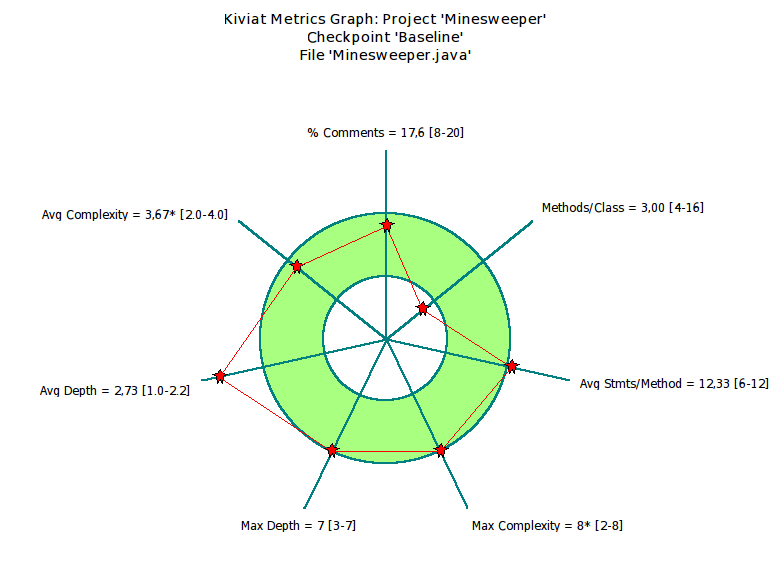 Kiviat Metrics Graph: Project 'Minesweeper'
Checkpoint 'Baseline'
File 'Minesweeper.java'
% Comments = 17,6 [8-20]
Methods/Class = 3,00 [4-16]
Avg Complexity = 3,67* [2.0-4.0]
Avg Stmts/Method = 12,33 [6-12]
Avg Depth = 2,73 [1.0-2.2]
Max Depth = 7 [3-7]
Max Complexity = 8* [2-8]